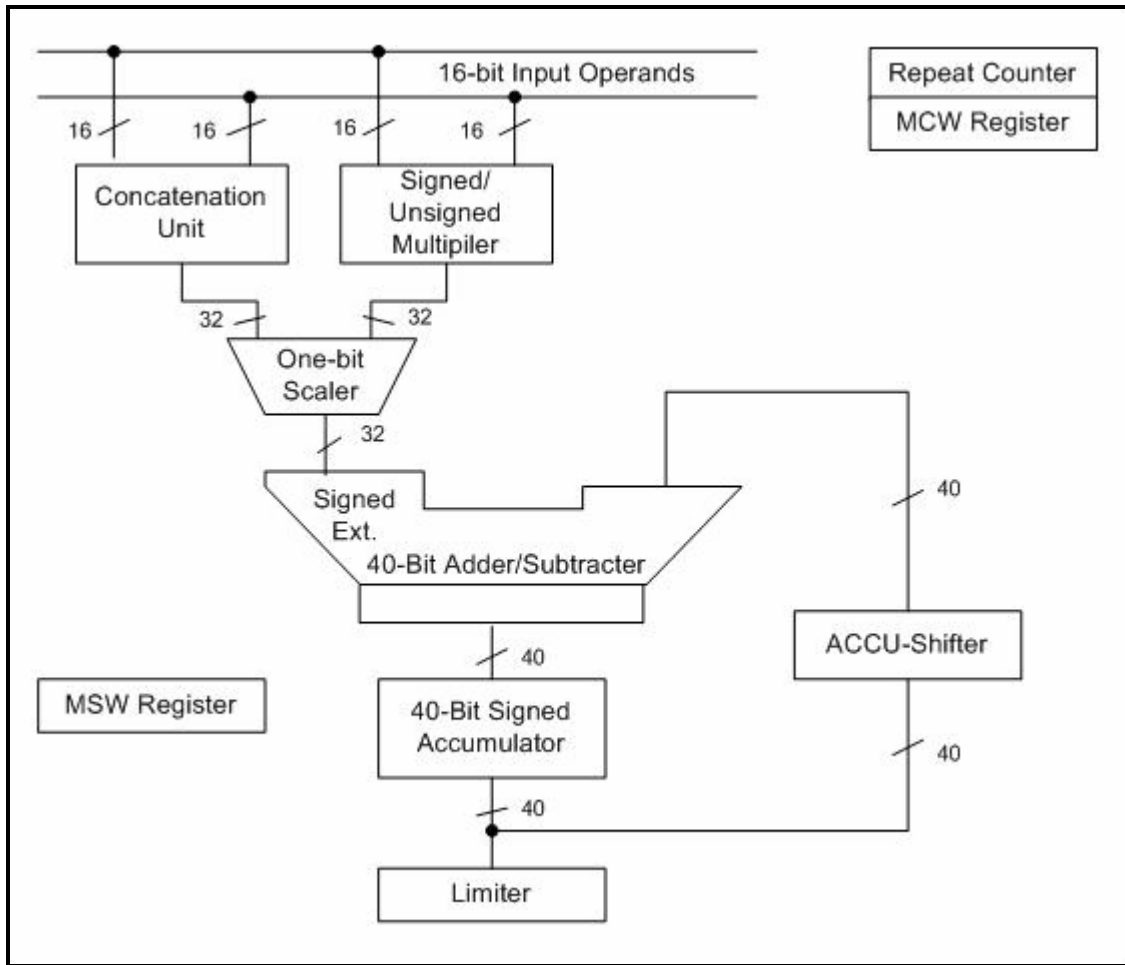 16-bit Input Operands
Repeat Counter
MCW Register
16
16
16
16
Concatenation
Unit
Signed/
Unsigned
Multipiler
32
32
One-bit
Scaler
32
Signed
Ext.
40-Bit Adder/Subtracter
40
ACCU-Shifter
40
MSW Register
40-Bit Signed
Accumulator
40
40
Limiter